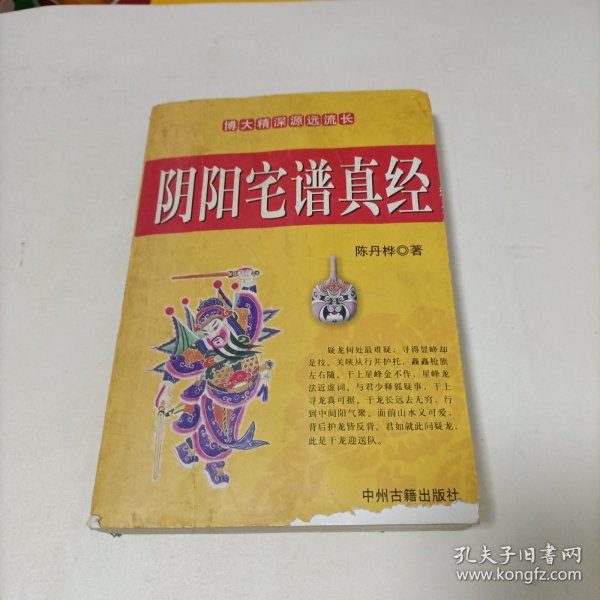 博大精深源远流长
阴阳宅谱真经
陈丹桦◎著
疑龙何处最难疑，寻得星峰却
是技。关峡从行并护托，矗矗枪旗
左右随。干上星峰金不作，星峰龙
法近虚词。与君少释狐疑事，干上
寻龙真可据。干龙长远去无穷，行
到中间阳气聚。面前山水又可爱，
背后护龙皆反背。君如就此问疑龙，
此是干龙迎送队。
中州古籍出版社
孔夫子旧书网
www.kongfz.com